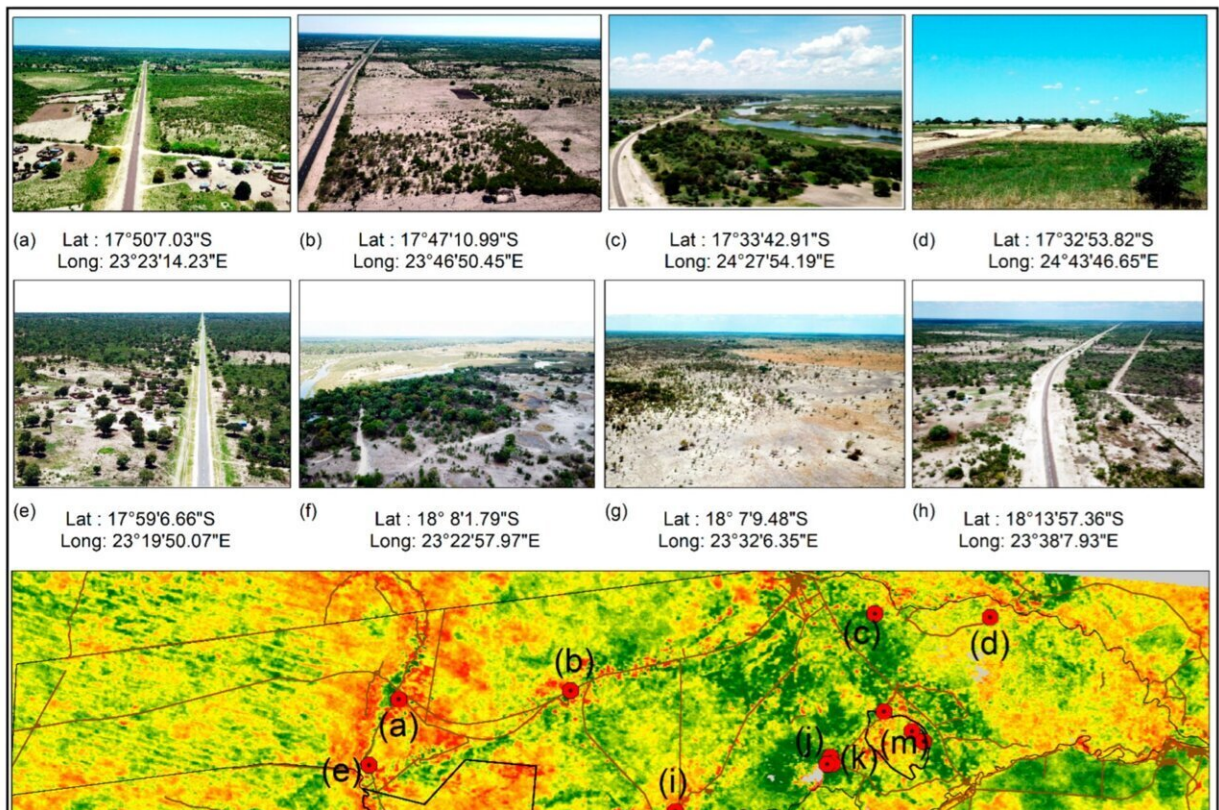 (a) Lat : 17°50'7.03"S
Long: 23°23'14.23"E
(b) Lat : 17°47'10.99"S
Long: 23°46'50.45"E
(c) Lat : 17°33'42.91"S
Long: 24°27'54.19"E
(d) Lat : 17°32'53.82"S
Long: 24°43'46.65"E
(e) Lat : 17°59'6.66"S
Long: 23°19'50.07"E
(f) Lat : 18° 8'1.79"S
Long: 23°22'57.97"E
(g) Lat : 18° 7'9.48"S
Long: 23°32'6.35"E
(h) Lat : 18°13'57.36"S
Long: 23°38'7.93"E
(c)
(d)
(b)
(a)
(j)
(k)
(m)
(e)
(i)